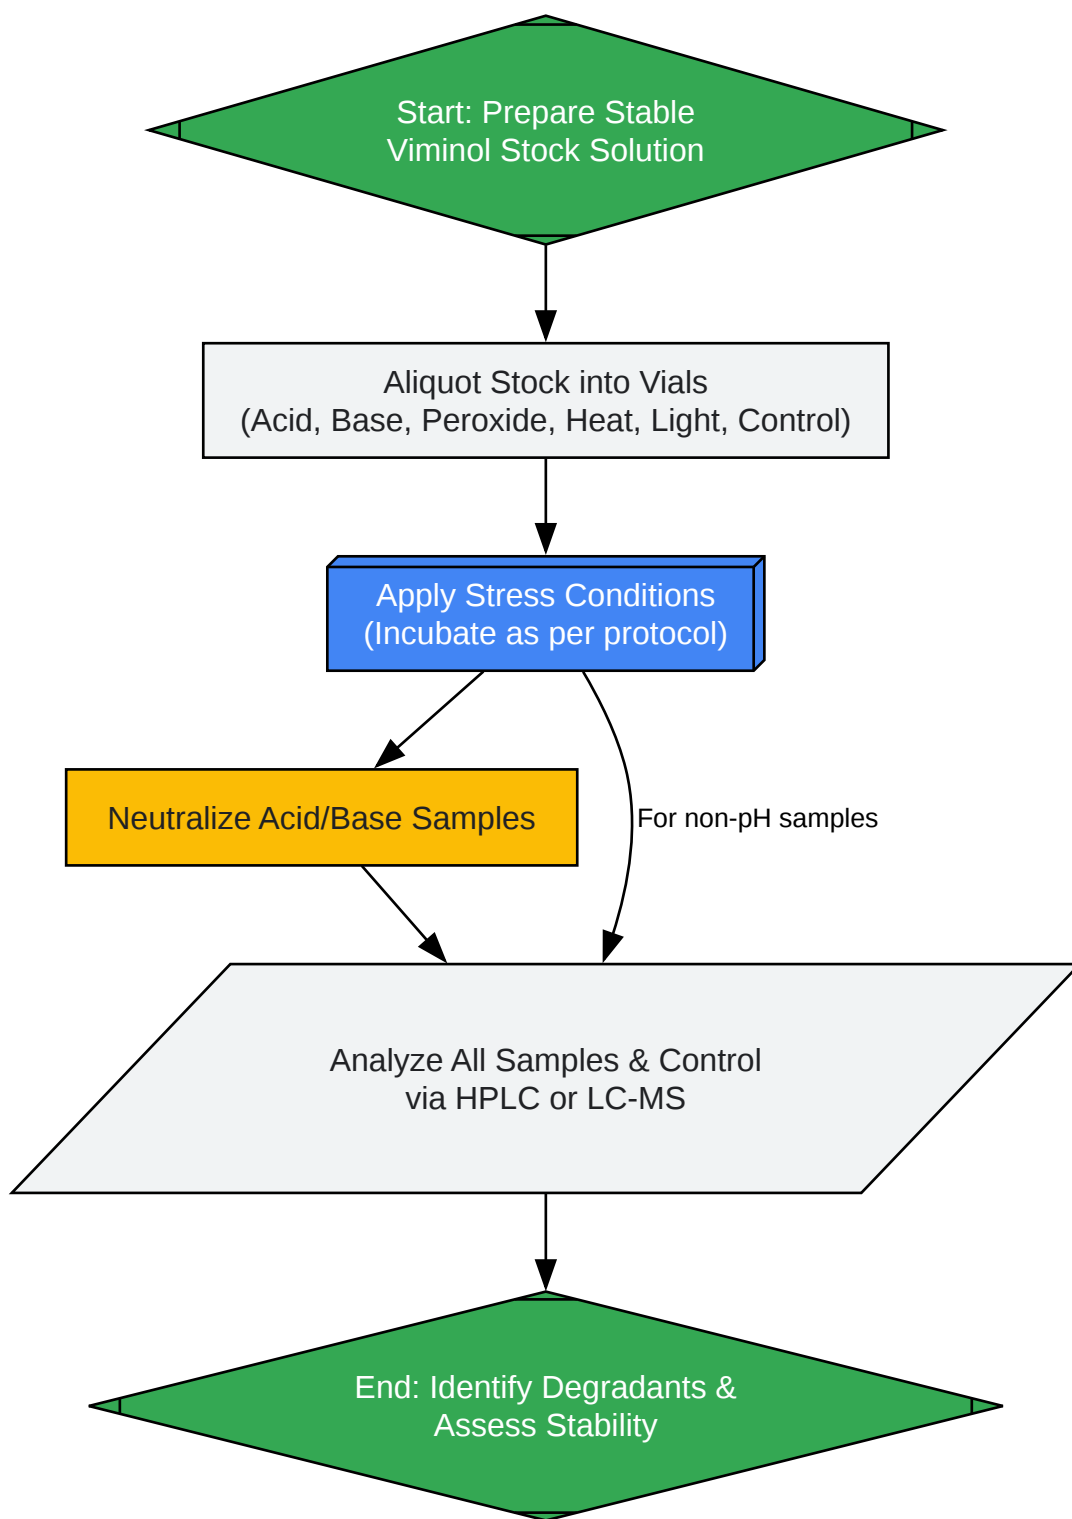 Start: Prepare Stable
Viminol Stock Solution
Aliquot Stock into Vials
(Acid, Base, Peroxide, Heat, Light, Control)
Apply Stress Conditions
(Incubate as per protocol)
Neutralize Acid/Base Samples
For non-pH samples
Analyze All Samples & Control
via HPLC or LC-MS
End: Identify Degradants &
Assess Stability